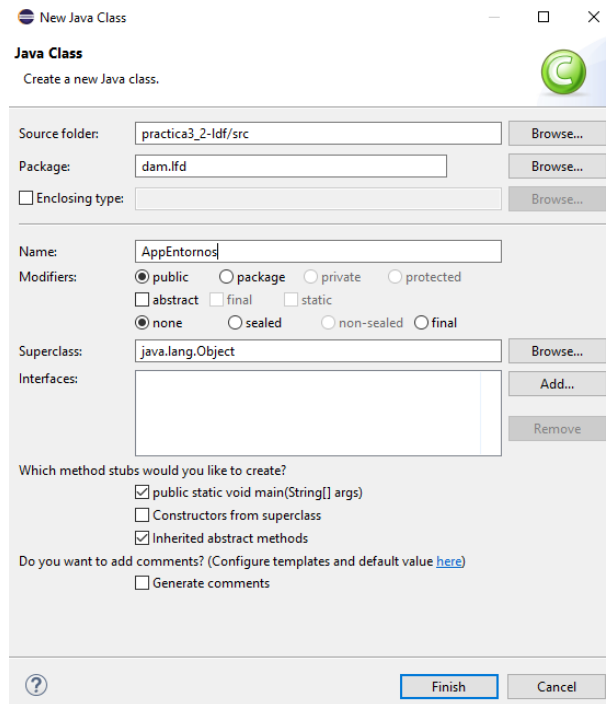 New Java Class
Java Class
Create a new Java class.
Source folder: practica3_2-ldf/src Browse...
Package: dam.lfd Browse...
Enclosing type: Browse...
Name: AppEntornos
Modifiers: public package private protected
abstract final static
none sealed non-sealed final
Superclass: java.lang.Object Browse...
Interfaces: Add...
Remove
Which method stubs would you like to create?
public static void main(String[] args)
Constructors from superclass
Inherited abstract methods
Do you want to add comments? (Configure templates and default value here)
Generate comments
? Finish Cancel